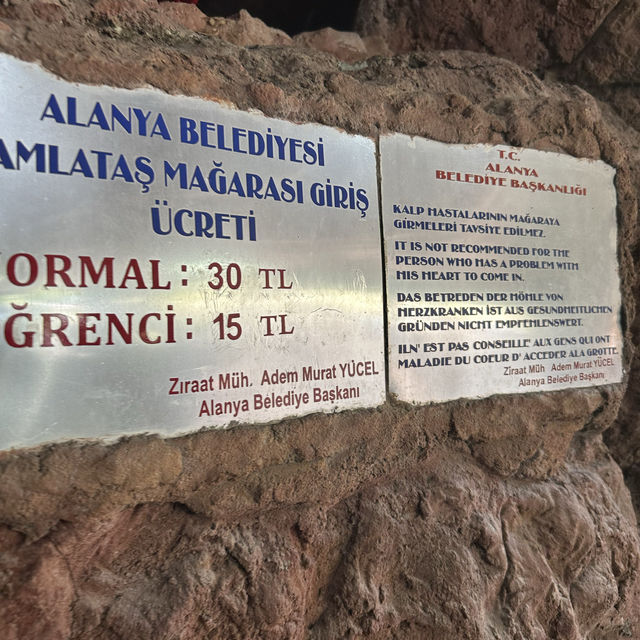 ALANYA BELEDİYESİ
AMLATAŞ MAĞARASI GİRİŞ
ÜCRETİ
ORMAL : 30 TL
ĞRENCİ : 15 TL
Zıraat Müh. Adem Murat YÜCEL
Alanya Belediye Başkanı
T.C.
ALANYA
BELEDİYE BAŞKANLIĞI
KALP HASTALARININ MAĞARAYA
GİRMELERİ TAVSİYE EDİLMEZ.
IT IS NOT RECOMMENDED FOR THE
PERSON WHO HAS A PROBLEM WITH
HIS HEART TO COME IN.
DAS BETREDEN DER HÖHLE VON
HERZKRANKEN İST AUS GESUNDHEITLICHEN
GRÜNDEN NICHT EMPFEHLENSWERT.
ILN' EST PAS CONSEILLE' AUX GENS QUI ONT
MALADIE DU COEUR D' ACCEDER ALA GROTTE.
Zıraat Müh Adem Murat YÜCEL
Alanya Belediye Başkanı